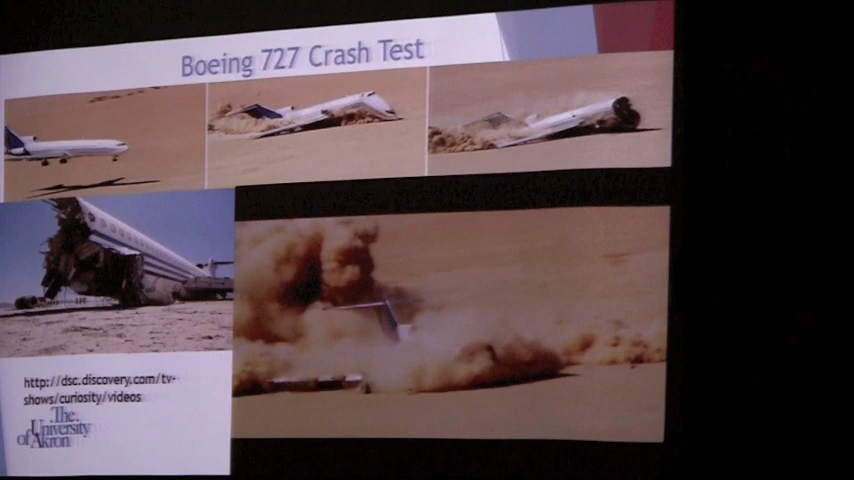 Boeing 727 Crash Test
http://dsc.discovery.com/tv-
shows/curiosity/videos
The
University
of Akron